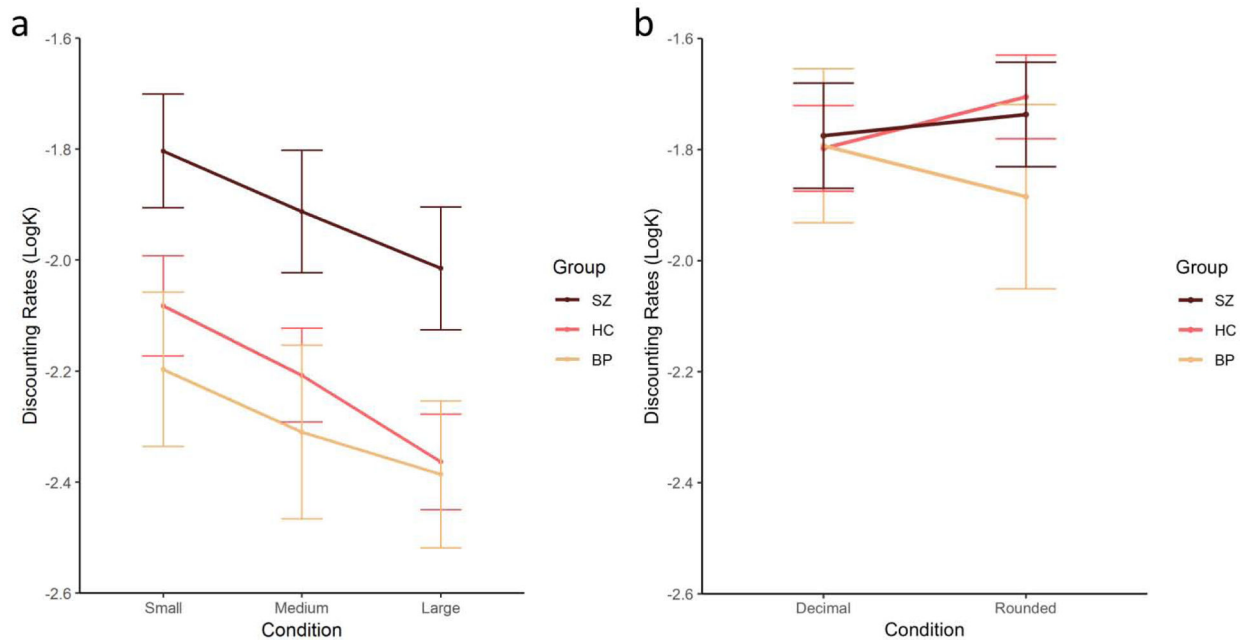 a
-1.6
-1.8
-2.0
-2.2
-2.4
-2.6
Discounting Rates (LogK)
Small Medium Large
Condition
Group
SZ
HC
BP
b
-1.6
-1.8
-2.0
-2.2
-2.4
-2.6
Discounting Rates (LogK)
Decimal Rounded
Condition
Group
SZ
HC
BP